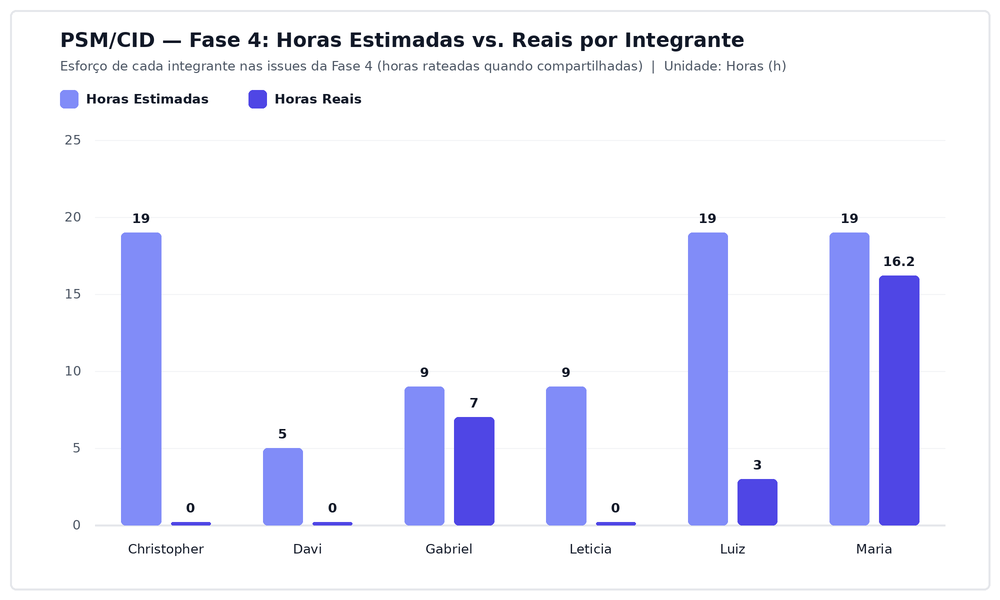 PSM/CID — Fase 4: Horas Estimadas vs. Reais por Integrante
Esforço de cada integrante nas issues da Fase 4 (horas rateadas quando compartilhadas)  |  Unidade: Horas (h)
Horas Estimadas Horas Reais
25
20
15
10
5
0
19 0 5 0 9 7 9 0 19 3 19 16.2
Christopher Davi Gabriel Leticia Luiz Maria